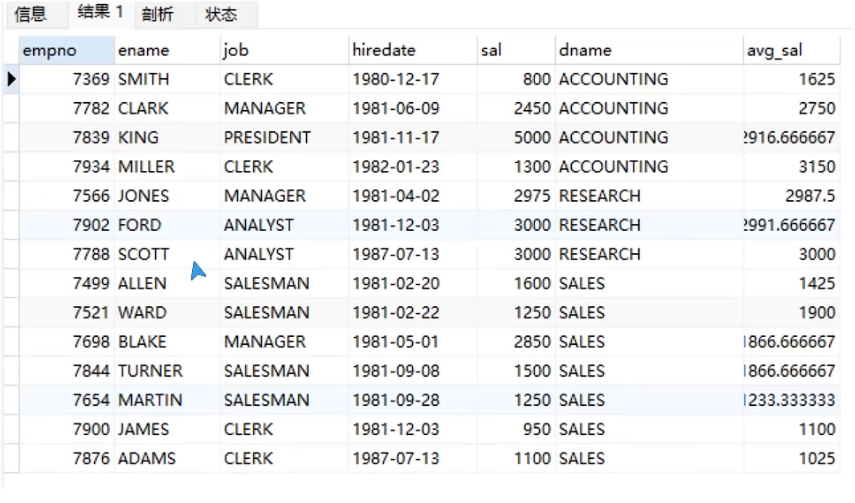 信息 结果 1 剖析 状态
empno ename job hiredate sal dname avg_sal
7369 SMITH CLERK 1980-12-17 800 ACCOUNTING 1625
7782 CLARK MANAGER 1981-06-09 2450 ACCOUNTING 2750
7839 KING PRESIDENT 1981-11-17 5000 ACCOUNTING 2916.666667
7934 MILLER CLERK 1982-01-23 1300 ACCOUNTING 3150
7566 JONES MANAGER 1981-04-02 2975 RESEARCH 2987.5
7902 FORD ANALYST 1981-12-03 3000 RESEARCH 2991.666667
7788 SCOTT ANALYST 1987-07-13 3000 RESEARCH 3000
7499 ALLEN SALESMAN 1981-02-20 1600 SALES 1425
7521 WARD SALESMAN 1981-02-22 1250 SALES 1900
7698 BLAKE MANAGER 1981-05-01 2850 SALES 1866.666667
7844 TURNER SALESMAN 1981-09-08 1500 SALES 1866.666667
7654 MARTIN SALESMAN 1981-09-28 1250 SALES 1233.333333
7900 JAMES CLERK 1981-12-03 950 SALES 1100
7876 ADAMS CLERK 1987-07-13 1100 SALES 1025